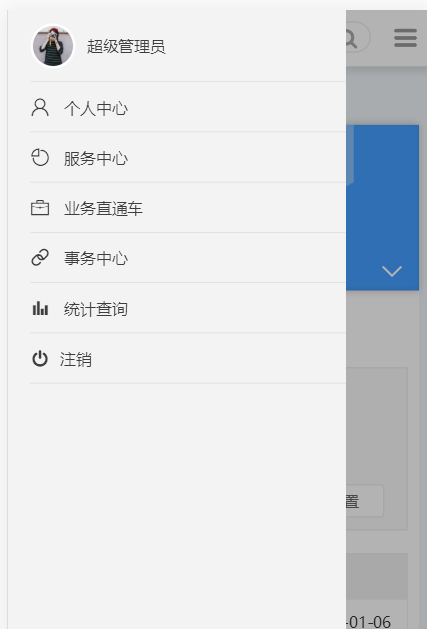 超级管理员
个人中心
服务中心
业务直通车
事务中心
统计查询
注销
置
-01-06